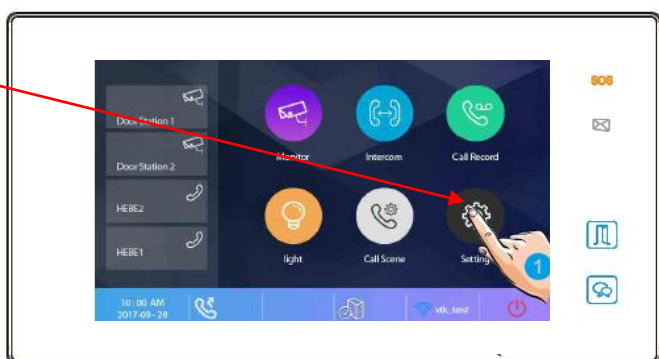 SOS
Door Station 1
Monitor
Intercom
Call Record
Door Station 2
HEBE2
HEBE1
light
Call Scene
Setting
1
10:00 AM
2017-09-28
vtk_test